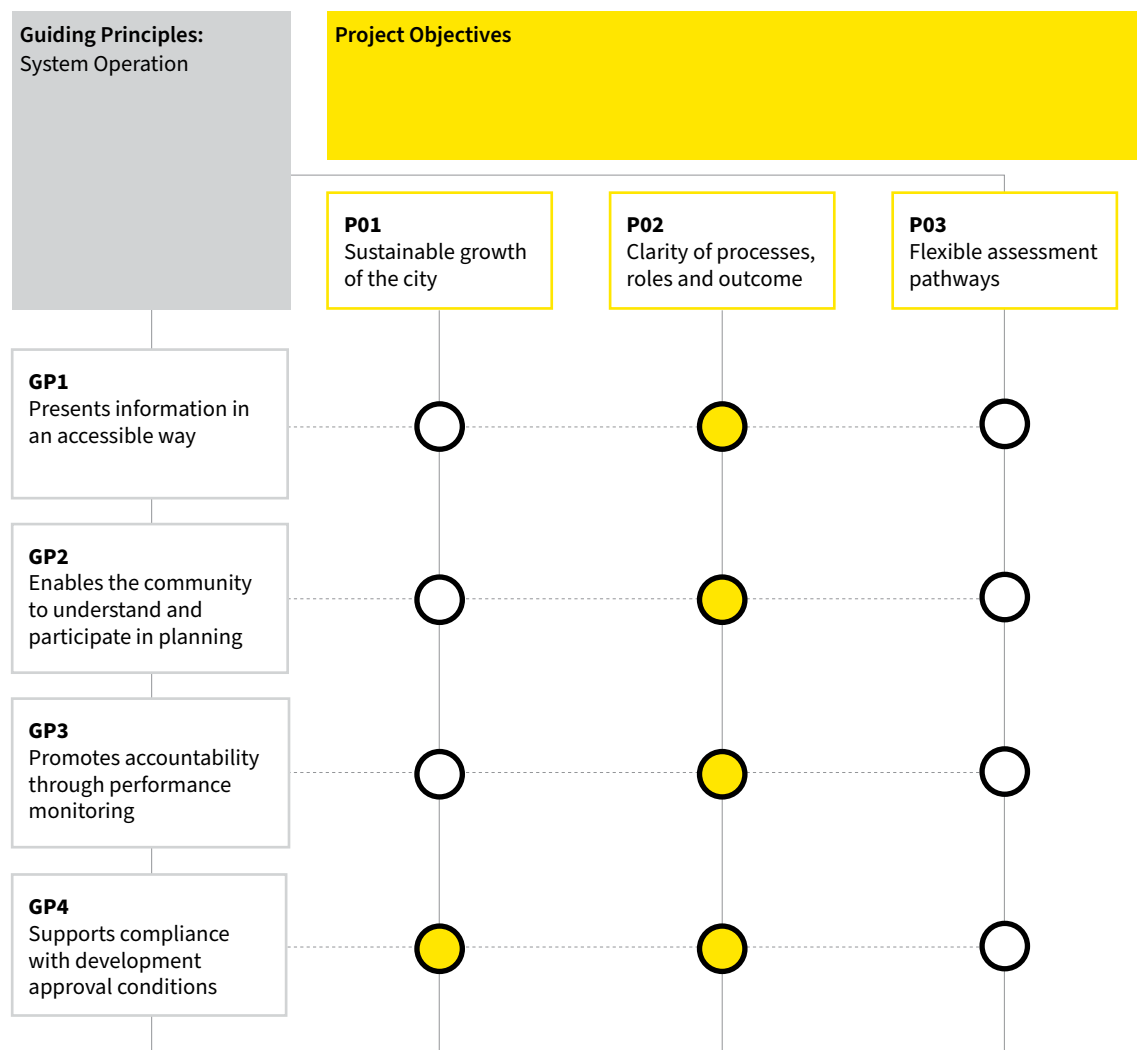 Guiding Principles:
System Operation
Project Objectives
P01
Sustainable growth
of the city
P02
Clarity of processes,
roles and outcome
P03
Flexible assessment
pathways
GP1
Presents information in
an accessible way
GP2
Enables the community
to understand and
participate in planning
GP3
Promotes accountability
through performance
monitoring
GP4
Supports compliance
with development
approval conditions